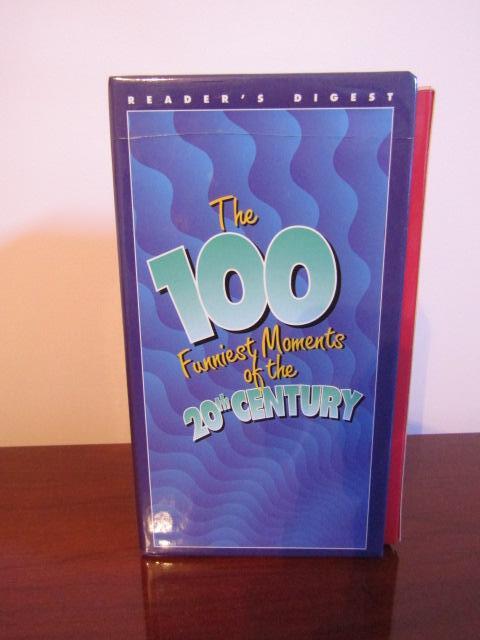 READER'S DIGEST
The
100
Funniest Moments
of the
20th CENTURY